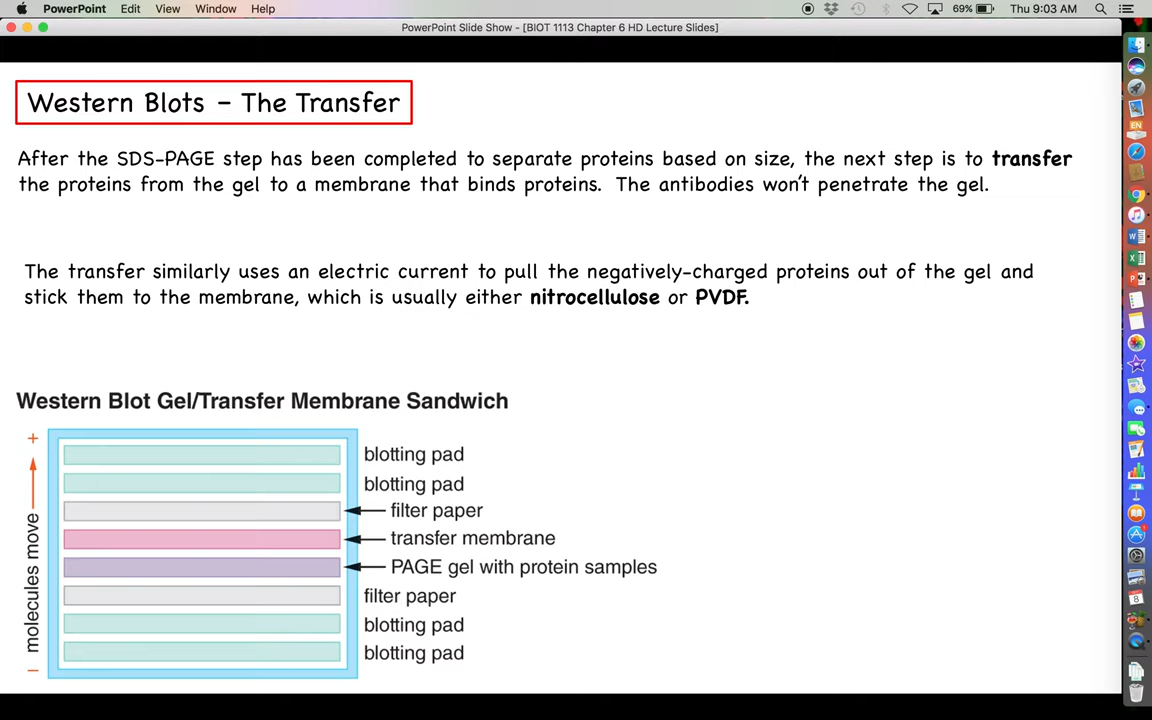 PowerPoint Edit View Window Help 69% Thu 9:03 AM
PowerPoint Slide Show - [BIOT 1113 Chapter 6 HD Lecture Slides]
Western Blots – The Transfer
After the SDS-PAGE step has been completed to separate proteins based on size, the next step is to transfer
the proteins from the gel to a membrane that binds proteins. The antibodies won't penetrate the gel.
The transfer similarly uses an electric current to pull the negatively-charged proteins out of the gel and
stick them to the membrane, which is usually either nitrocellulose or PVDF.
Western Blot Gel/Transfer Membrane Sandwich
+
molecules move
–
blotting pad
blotting pad
filter paper
transfer membrane
PAGE gel with protein samples
filter paper
blotting pad
blotting pad